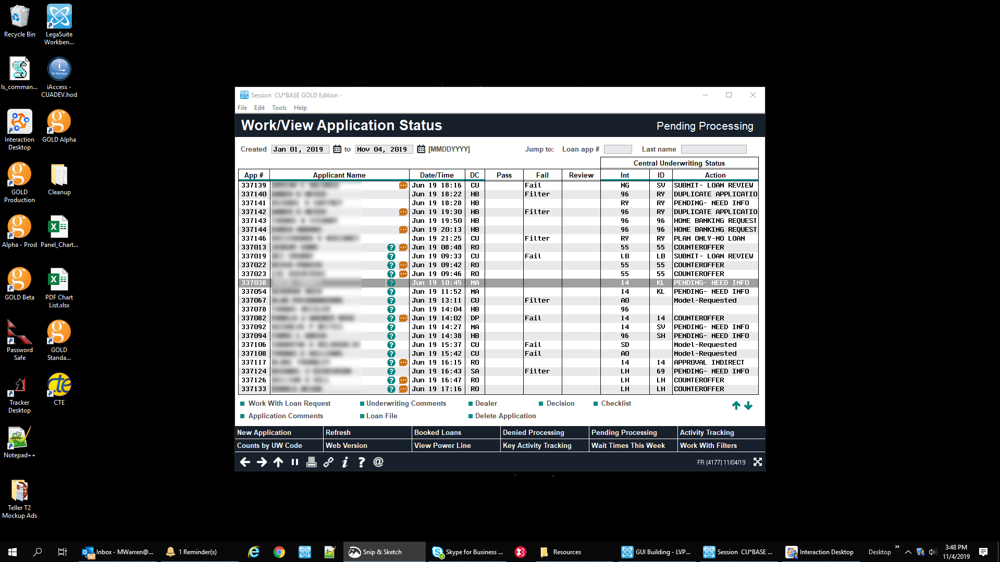 Recycle Bin
LegaSuite Workben...
ls_comman...
iAccess - CUADEV.hod
Interaction Desktop
GOLD Alpha
GOLD Production
Cleanup
Alpha - Prod
Panel_Chart...
GOLD Beta
PDF Chart List.xlsx
Password Safe
GOLD Standa...
Tracker Desktop
CTE
Notepad++
Teller T2 Mockup Ads
Session CU*BASE GOLD Edition -
File Edit Tools Help
Work/View Application Status
Pending Processing
Created Jan 01, 2019 to Nov 04, 2019 [MMDDYYYY] Jump to: Loan app # Last name
Central Underwriting Status
App # Applicant Name Date/Time DC Pass Fail Review Int ID Action
337139 Jun 19 18:16 CU Fail NG SV SUBMIT- LOAN REVIEW
337140 Jun 19 18:22 HB Filter 96 RY DUPLICATE APPLICATIO
337141 Jun 19 18:28 HB RY RY PENDING- NEED INFO
337142 Jun 19 19:30 HB Filter 96 RY DUPLICATE APPLICATIO
337143 Jun 19 19:50 HB 96 96 HOME BANKING REQUEST
337144 Jun 19 20:13 HB 96 96 HOME BANKING REQUEST
337146 Jun 19 21:25 CU Filter RY RY PLAN ONLY-NO LOAN
337013 Jun 19 08:48 RO 55 55 COUNTEROFFER
337019 Jun 19 09:33 CU Fail LB LB SUBMIT- LOAN REVIEW
337022 Jun 19 09:42 RO 55 55 COUNTEROFFER
337023 Jun 19 09:46 RO 55 55 COUNTEROFFER
337038 Jun 19 10:45 MA 14 KL PENDING- NEED INFO
337054 Jun 19 11:52 MA 14 KL PENDING- NEED INFO
337067 Jun 19 13:11 CU Filter AO Model-Requested
337078 Jun 19 14:04 HB 96
337082 Jun 19 14:02 DP Fail 14 14 COUNTEROFFER
337092 Jun 19 14:27 MA 14 SV PENDING- NEED INFO
337094 Jun 19 14:38 HB 96 SH PENDING- NEED INFO
337106 Jun 19 15:37 CU Fail SD Model-Requested
337108 Jun 19 15:42 CU Fail AO Model-Requested
337117 Jun 19 16:15 RO 14 14 APPROVAL INDIRECT
337124 Jun 19 16:43 SA Filter LH 69 PENDING- NEED INFO
337126 Jun 19 16:47 RO LH LH COUNTEROFFER
337133 Jun 19 17:16 RO LH LH COUNTEROFFER
Work With Loan Request Underwriting Comments Dealer Decision Checklist
Application Comments Loan File Delete Application
New Application Refresh Booked Loans Denied Processing Pending Processing Activity Tracking
Counts by UW Code Web Version View Power Line Key Activity Tracking Wait Times This Week Work With Filters
FR (4177) 11/04/19
Inbox - MWarren@... 1 Reminder(s) Snip & Sketch Skype for Business ... Resources GUI Building - LVP... Session CU*BASE ... Interaction Desktop Desktop 3:48 PM
11/4/2019